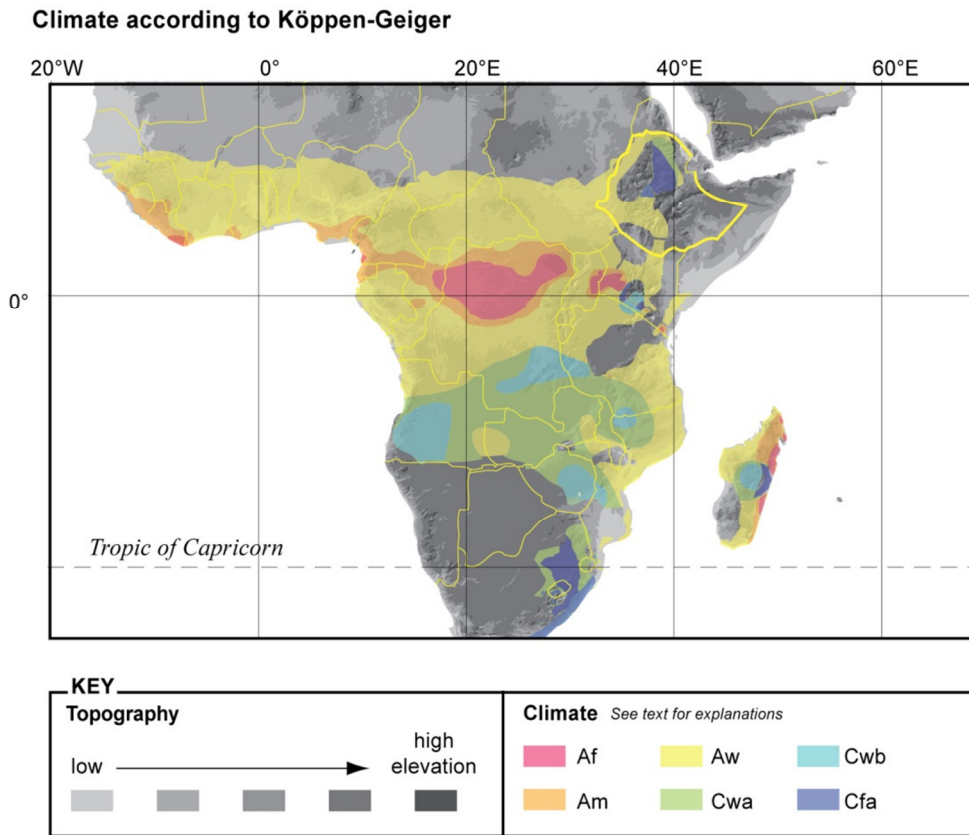 Climate according to Köppen-Geiger
20°W 0° 20°E 40°E 60°E
0°
Tropic of Capricorn
KEY
Topography
low high elevation
Climate See text for explanations
Af Aw Cwb
Am Cwa Cfa